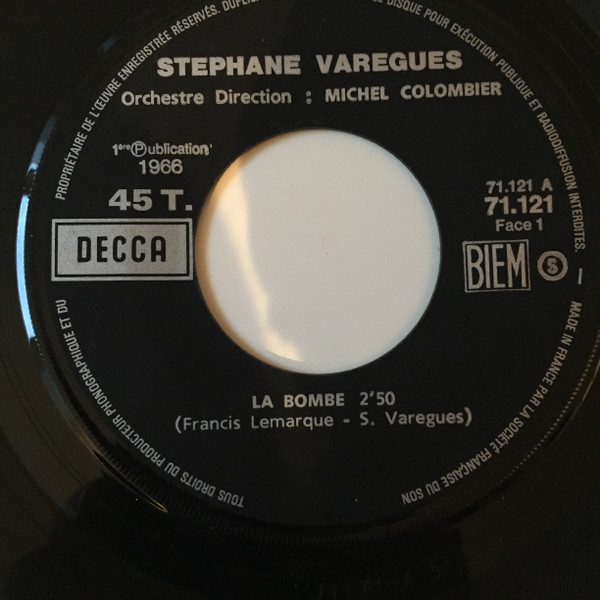 TOUS DROITS DU PRODUCTEUR PHONOGRAPHIQUE ET DU PROPRIÉTAIRE DE L'ŒUVRE ENREGISTRÉE RÉSERVÉS. DISQUE POUR EXÉCUTION PUBLIQUE ET RADIODIFFUSION INTERDITES. — MADE IN FRANCE PAR LA SOCIÉTÉ FRANÇAISE DU SON
STEPHANE VAREGUES
Orchestre Direction : MICHEL COLOMBIER
1ère Ⓟublication
1966
45 T.
DECCA
71.121 A
71.121
Face 1
BIEM S
LA BOMBE 2'50
(Francis Lemarque - S. Varegues)